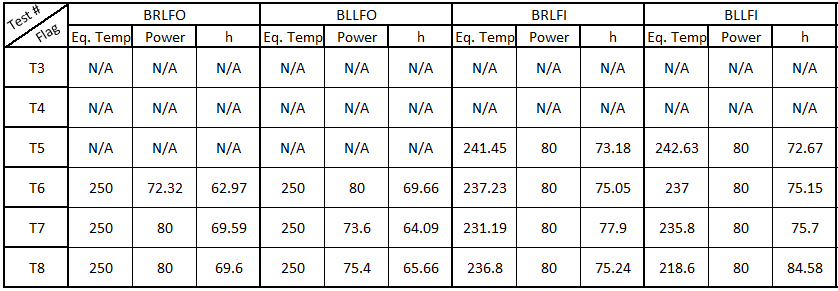 Test # BRLFO BLLFO BRLFI BLLFI
Flag Eq. Temp Power h Eq. Temp Power h Eq. Temp Power h Eq. Temp Power h
T3 N/A N/A N/A N/A N/A N/A N/A N/A N/A N/A N/A N/A
T4 N/A N/A N/A N/A N/A N/A N/A N/A N/A N/A N/A N/A
T5 N/A N/A N/A N/A N/A N/A 241.45 80 73.18 242.63 80 72.67
T6 250 72.32 62.97 250 80 69.66 237.23 80 75.05 237 80 75.15
T7 250 80 69.59 250 73.6 64.09 231.19 80 77.9 235.8 80 75.7
T8 250 80 69.6 250 75.4 65.66 236.8 80 75.24 218.6 80 84.58